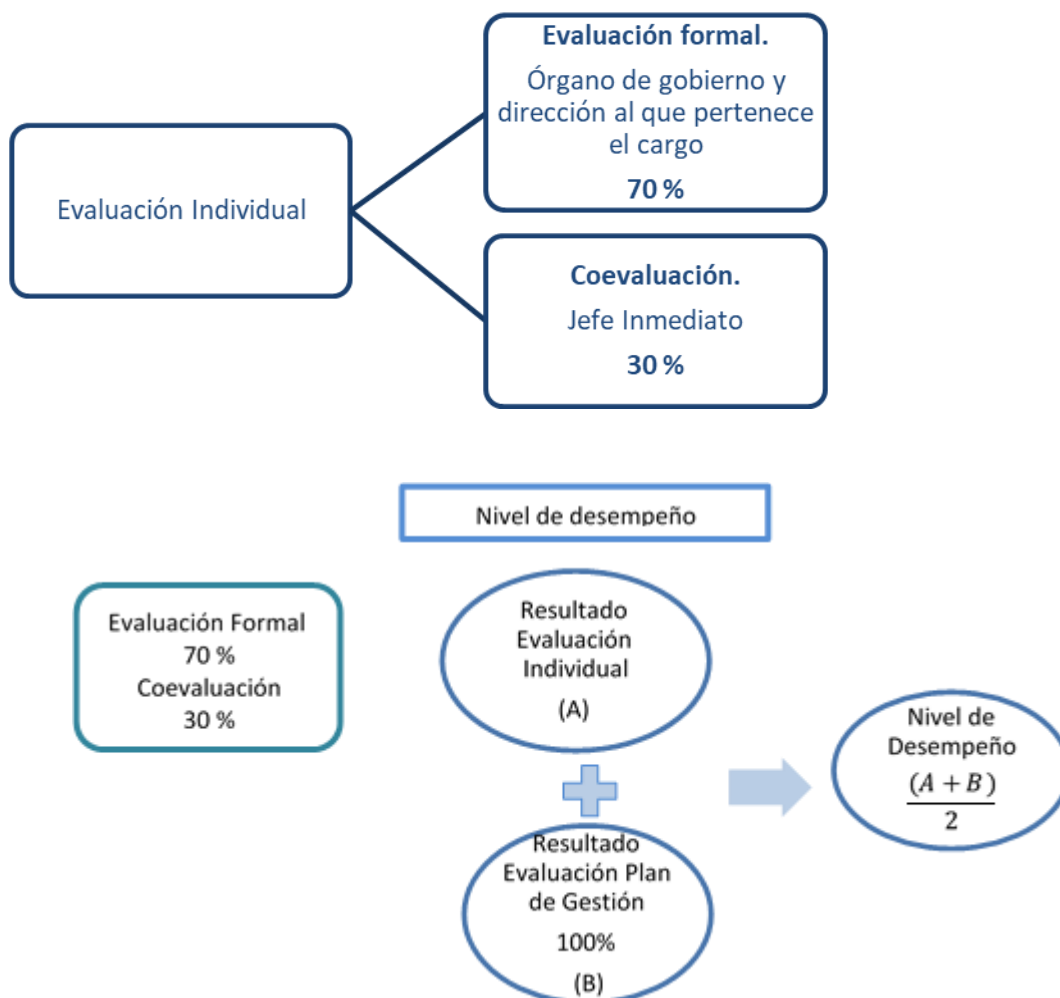 Evaluación formal.
Órgano de gobierno y
dirección al que pertenece
el cargo
70 %
Evaluación Individual
Coevaluación.
Jefe Inmediato
30 %
Nivel de desempeño
Evaluación Formal
70 %
Coevaluación
30 %
Resultado
Evaluación
Individual
(A)
Nivel de
Desempeño
(A + B)
2
Resultado
Evaluación Plan
de Gestión
100%
(B)